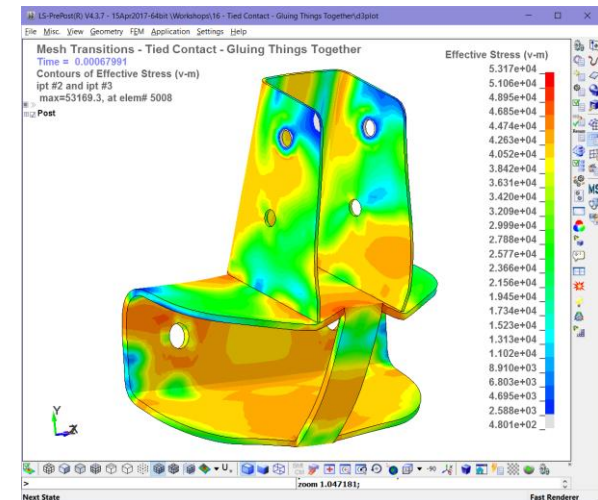 LS-PrePost(R) V4.3.7 - 15Apr2017-64bit \Workshops\16 - Tied Contact - Gluing Things Together\d3plot
File Misc. View Geometry FEM Application Settings Help
Mesh Transitions - Tied Contact - Gluing Things Together
Time = 0.00067991
Contours of Effective Stress (v-m)
ipt #2 and ipt #3
max=53169.3, at elem# 5008
Post
Effective Stress (v-m)
5.317e+04
5.106e+04
4.895e+04
4.685e+04
4.474e+04
4.263e+04
4.052e+04
3.842e+04
3.631e+04
3.420e+04
3.209e+04
2.999e+04
2.788e+04
2.577e+04
2.366e+04
2.156e+04
1.945e+04
1.734e+04
1.523e+04
1.313e+04
1.102e+04
8.910e+03
6.803e+03
4.695e+03
2.588e+03
4.801e+02
MS
Y
> zoom 1.047181;
Next State Fast Renderer